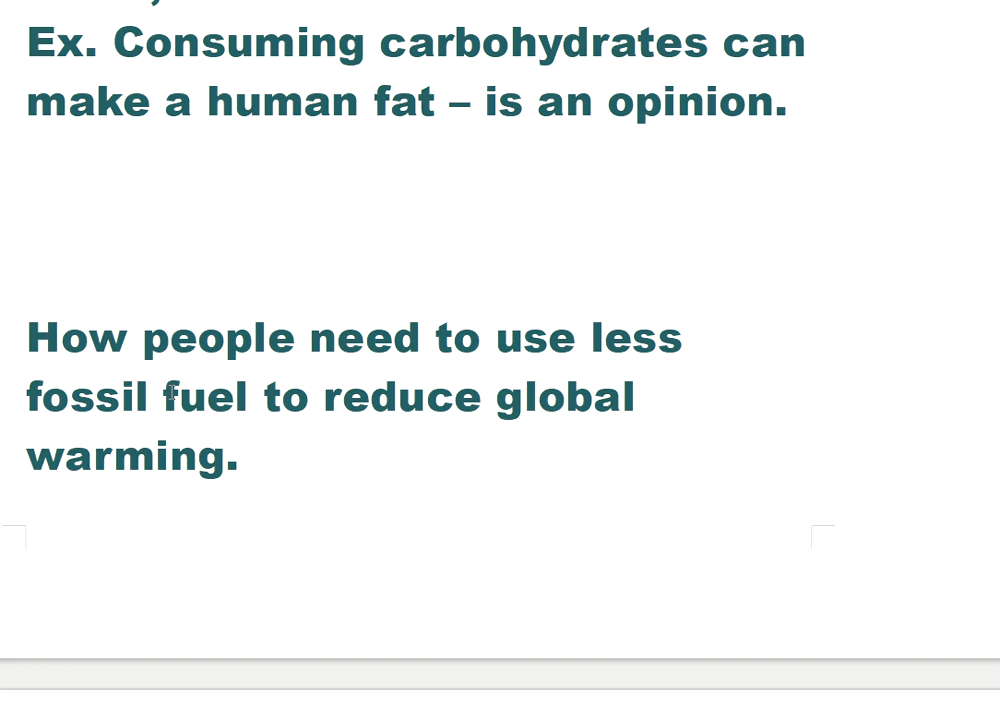 Ex. Consuming carbohydrates can
make a human fat – is an opinion.
How people need to use less
fossil fuel to reduce global
warming.